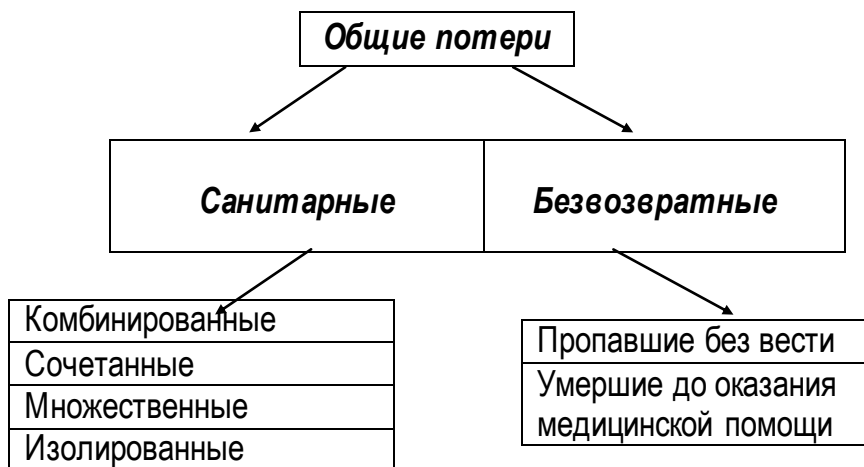 Общие потери
Санитарные
Безвозвратные
Комбинированные
Сочетанные
Множественные
Изолированные
Пропавшие без вести
Умершие до оказания
медицинской помощи